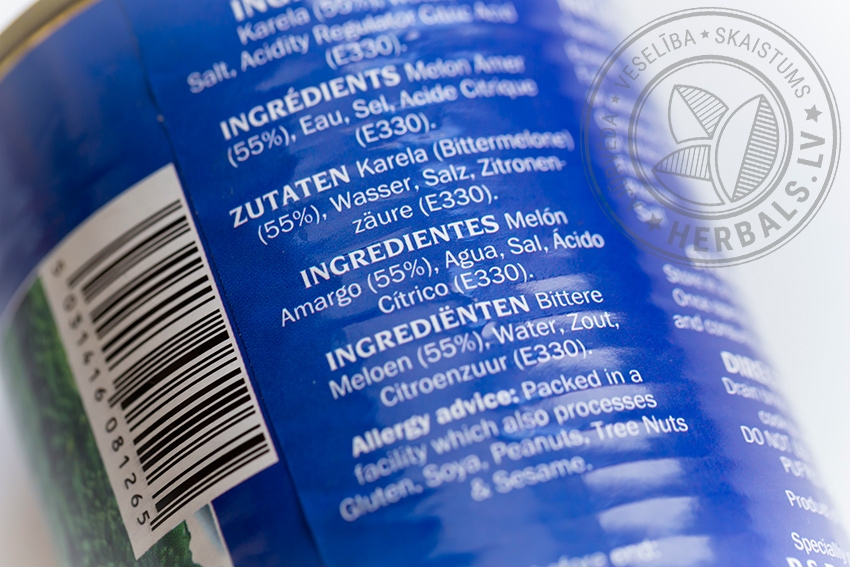 Karela (55%)
Salt, Acidity Regulator Citric Acid
(E330).
INGRÉDIENTS Melon Amer
(55%), Eau, Sel, Acide Citrique
(E330).
ZUTATEN Karela (Bittermelone)
(55%), Wasser, Salz, Zitronen-
zäure (E330).
INGREDIENTES Melón
Amargo (55%), Agua, Sal, Ácido
Cítrico (E330).
INGREDIËNTEN Bittere
Meloen (55%), Water, Zout,
Citroenzuur (E330).
Allergy advice: Packed in a
facility which also processes
Gluten, Soya, Peanuts, Tree Nuts
& Sesame.
5 031416 081265
VESELĪBA ★ SKAISTUMS
HERBALS.LV
Drain
DO NOT